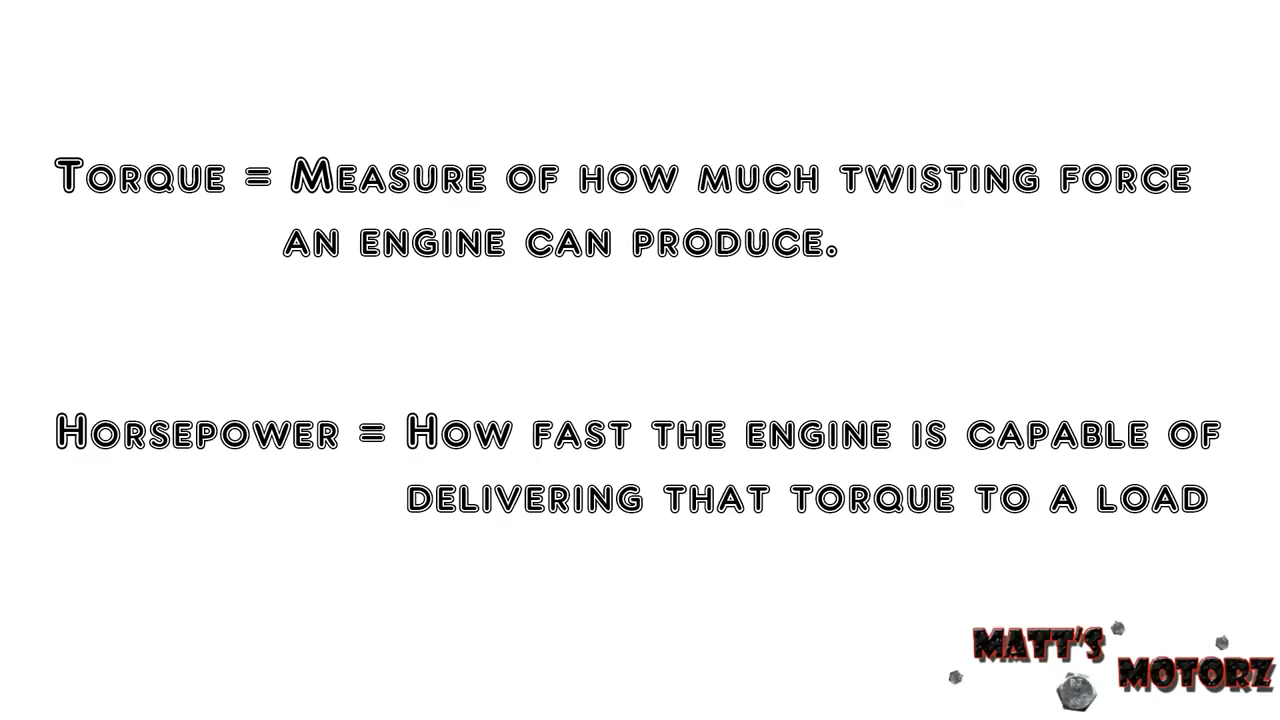 Torque = Measure of how much twisting force
an engine can produce.
Horsepower = How fast the engine is capable of
delivering that torque to a load
MATT'S
MOTORZ